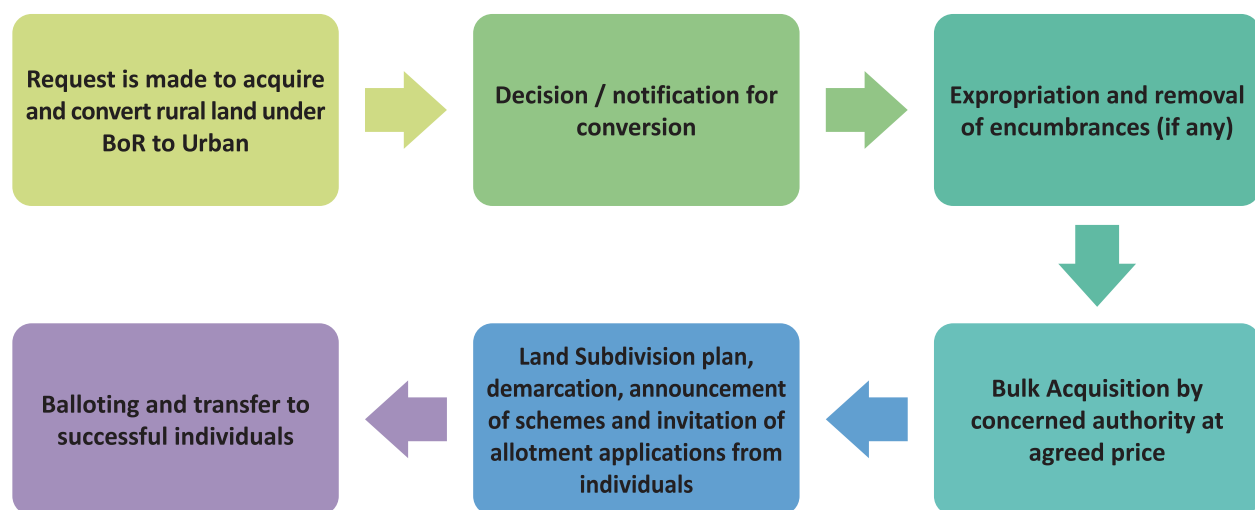 Request is made to acquire
and convert rural land under
BoR to Urban
Decision / notification for
conversion
Expropriation and removal
of encumbrances (if any)
Bulk Acquisition by
concerned authority at
agreed price
Land Subdivision plan,
demarcation, announcement
of schemes and invitation of
allotment applications from
individuals
Balloting and transfer to
successful individuals